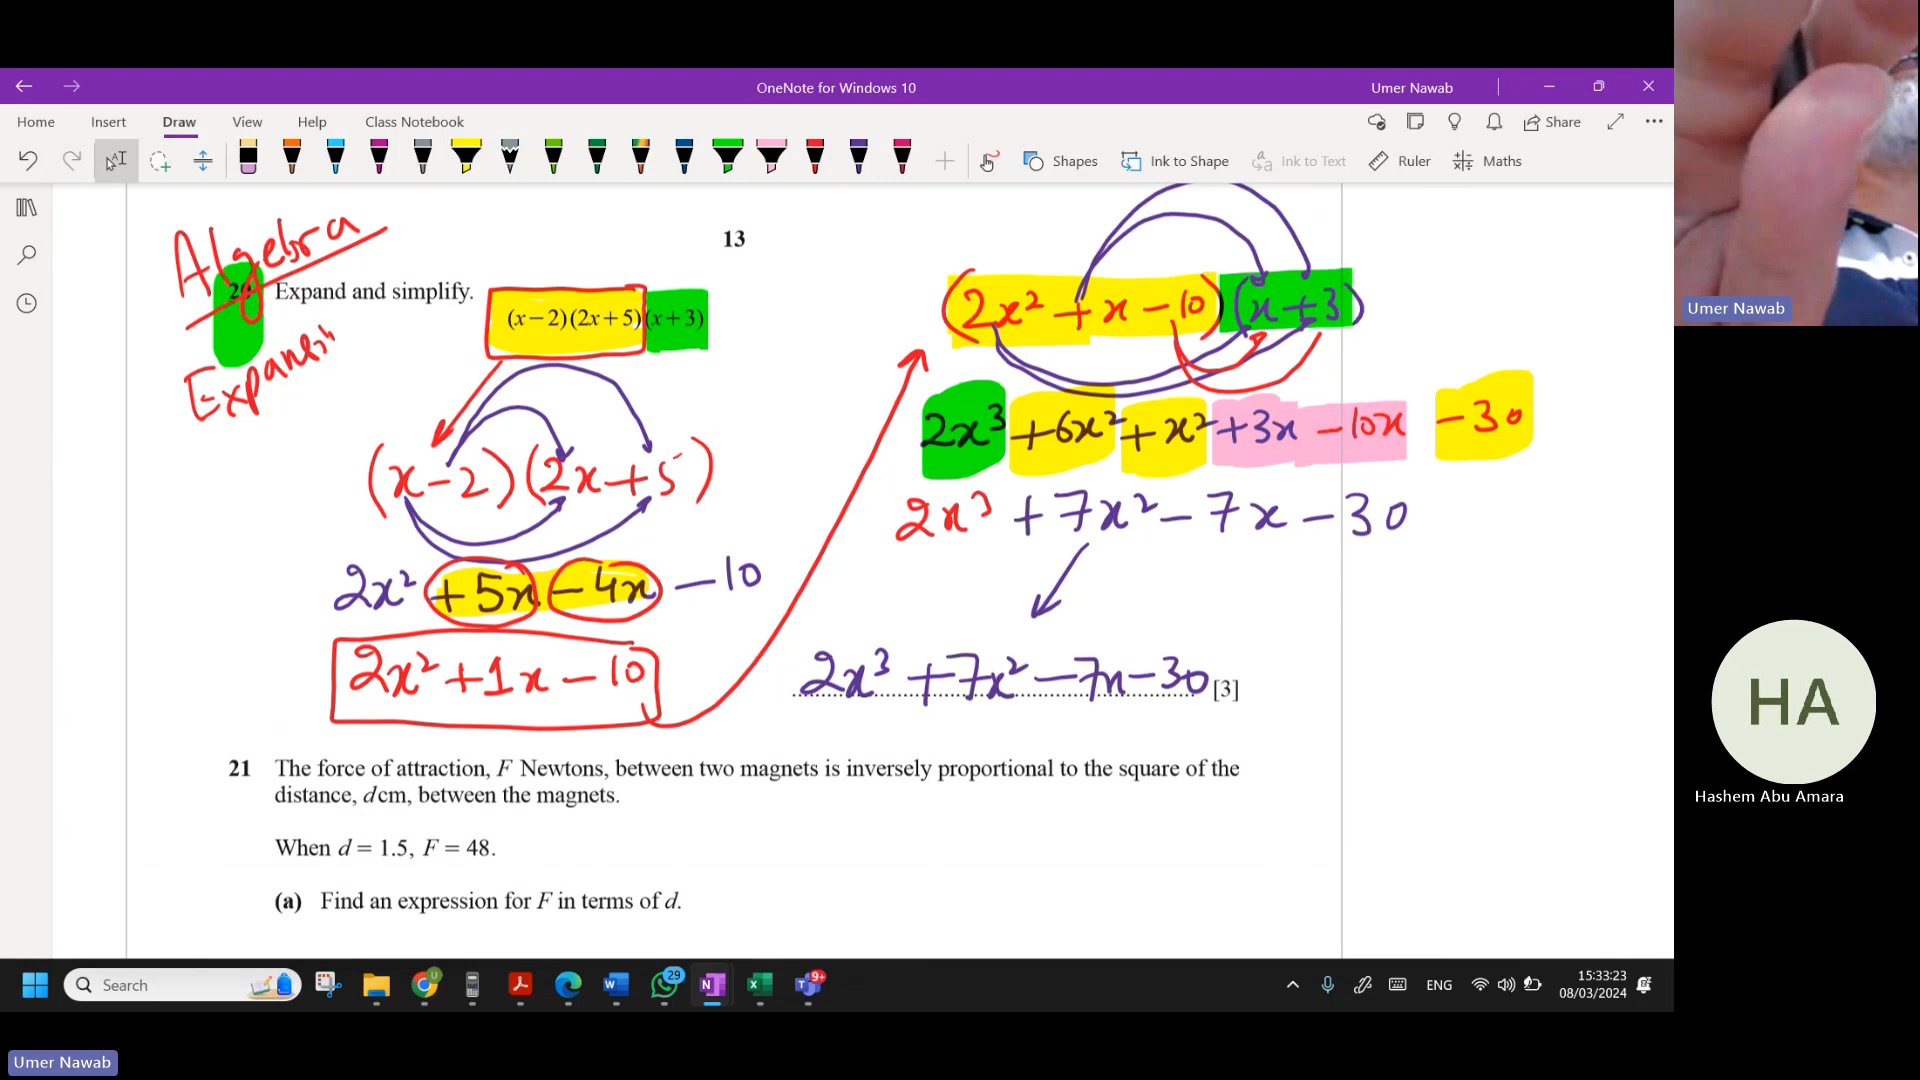 OneNote for Windows 10
Umer Nawab
Home Insert Draw View Help Class Notebook
Share
Shapes Ink to Shape Ink to Text Ruler Maths
Algebra
13
20 Expand and simplify.
(x−2)(2x+5)(x+3)
(x-2)(2x+5)
2x² +5x -4x -10
2x² +1x -10
(2x² + x - 10)(x+3)
2x³ +6x² +x² +3x -10x -30
2x³ +7x² -7x -30
2x³ +7x² -7x -30 [3]
21 The force of attraction, F Newtons, between two magnets is inversely proportional to the square of the
distance, d cm, between the magnets.
When d = 1.5, F = 48.
(a) Find an expression for F in terms of d.
Umer Nawab
HA
Hashem Abu Amara
Search
29
9+
ENG
15:33:23
08/03/2024
Umer Nawab